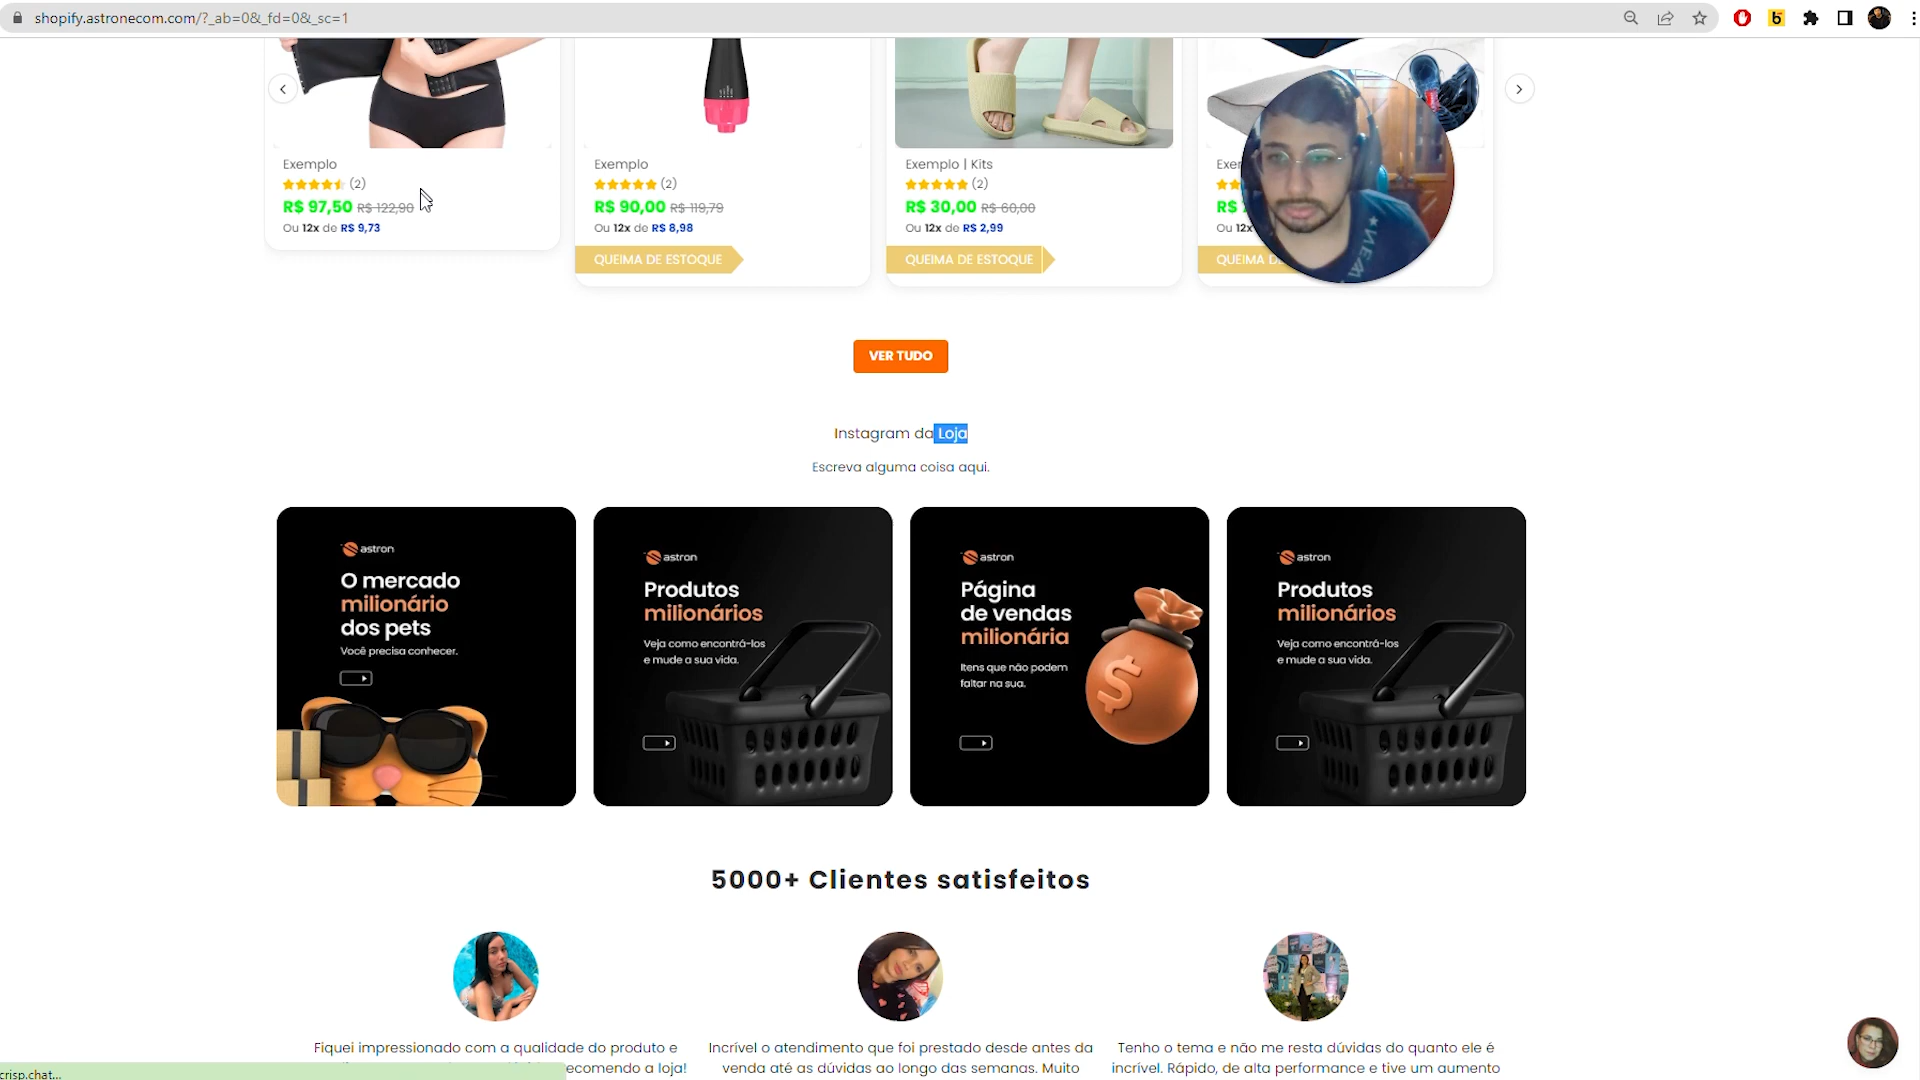 shopify.astronecom.com/?_ab=0&_fd=0&_sc=1
Exemplo
(2)
R$ 97,50 R$ 122,90
Ou 12x de R$ 9,73
Exemplo
(2)
R$ 90,00 R$ 119,79
Ou 12x de R$ 8,98
QUEIMA DE ESTOQUE
Exemplo | Kits
(2)
R$ 30,00 R$ 60,00
Ou 12x de R$ 2,99
QUEIMA DE ESTOQUE
R$
Ou 12x
QUEIMA
VER TUDO
Instagram da Loja
Escreva alguma coisa aqui.
astron
O mercado
milionário
dos pets
Você precisa conhecer.
astron
Produtos
milionários
Veja como encontrá-los
e mude a sua vida.
astron
Página
de vendas
milionária
Itens que não podem
faltar na sua.
$
astron
Produtos
milionários
Veja como encontrá-los
e mude a sua vida.
5000+ Clientes satisfeitos
Fiquei impressionado com a qualidade do produto e
ecomendo a loja!
Incrível o atendimento que foi prestado desde antes da
venda até as dúvidas ao longo das semanas. Muito
Tenho o tema e não me resta dúvidas do quanto ele é
incrível. Rápido, de alta performance e tive um aumento
crisp.chat...